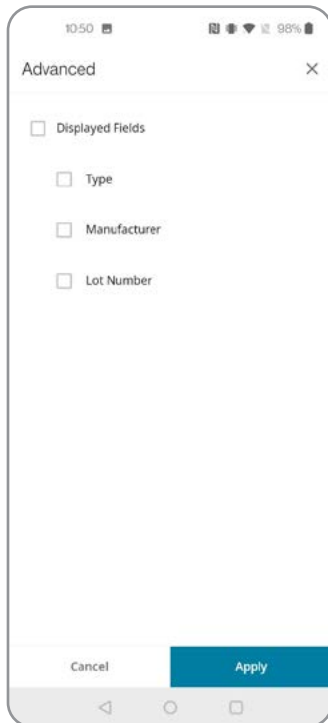 10:50 98%
Advanced
Displayed Fields
Type
Manufacturer
Lot Number
Cancel Apply